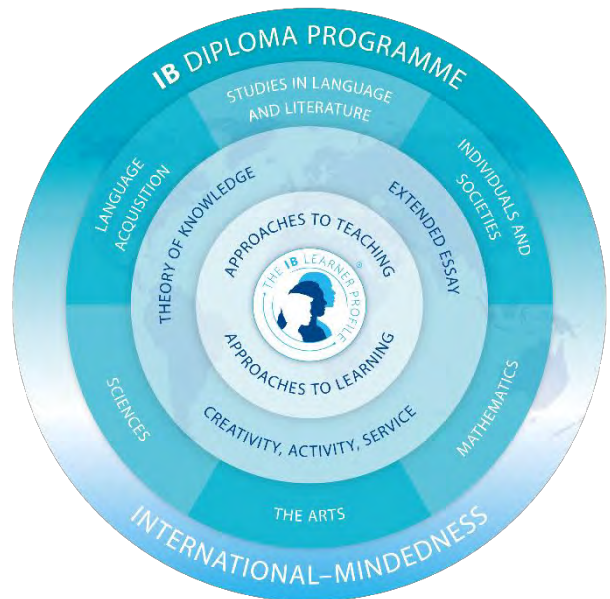 IB DIPLOMA PROGRAMME
STUDIES IN LANGUAGE
AND LITERATURE
LANGUAGE
ACQUISITION
INDIVIDUALS AND
SOCIETIES
THEORY OF KNOWLEDGE
EXTENDED ESSAY
APPROACHES TO TEACHING
THE IB LEARNER PROFILE®
APPROACHES TO LEARNING
CREATIVITY, ACTIVITY, SERVICE
SCIENCES
MATHEMATICS
THE ARTS
INTERNATIONAL–MINDEDNESS